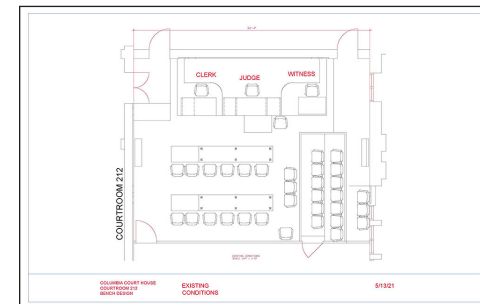 CLERK
JUDGE
WITNESS
COURTROOM 212
COLUMBIA COURT HOUSE
COURTROOM 212
BENCH DESIGN
EXISTING
CONDITIONS
5/13/21